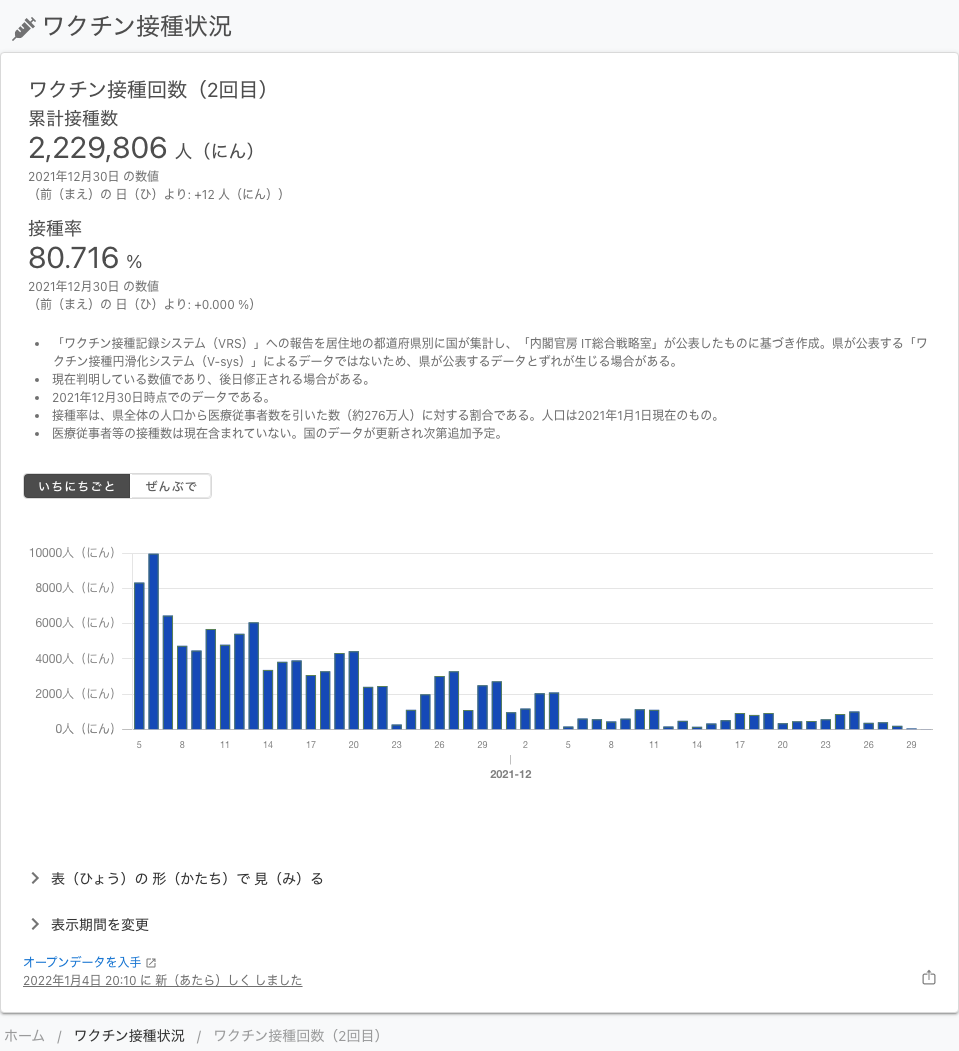 ワクチン接種状況
ワクチン接種回数（2回目）
累計接種数
2,229,806 人（にん）
2021年12月30日 の数値
（前（まえ）の 日（ひ）より: +12 人（にん））
接種率
80.716 %
2021年12月30日 の数値
（前（まえ）の 日（ひ）より: +0.000 %）
• 「ワクチン接種記録システム（VRS）」への報告を居住地の都道府県別に国が集計し、「内閣官房 IT総合戦略室」が公表したものに基づき作成。県が公表する「ワ
クチン接種円滑化システム（V-sys）」によるデータではないため、県が公表するデータとずれが生じる場合がある。
• 現在判明している数値であり、後日修正される場合がある。
• 2021年12月30日時点でのデータである。
• 接種率は、県全体の人口から医療従事者数を引いた数（約276万人）に対する割合である。人口は2021年1月1日現在のもの。
• 医療従事者等の接種数は現在含まれていない。国のデータが更新され次第追加予定。
いちにちごと ぜんぶで
10000人（にん）
8000人（にん）
6000人（にん）
4000人（にん）
2000人（にん）
0人（にん）
5 8 11 14 17 20 23 26 29 2 5 8 11 14 17 20 23 26 29
2021-12
表（ひょう）の 形（かたち）で 見（み）る
表示期間を変更
オープンデータを入手
2022年1月4日 20:10 に 新（あたら）しく しました
ホーム / ワクチン接種状況 / ワクチン接種回数（2回目）